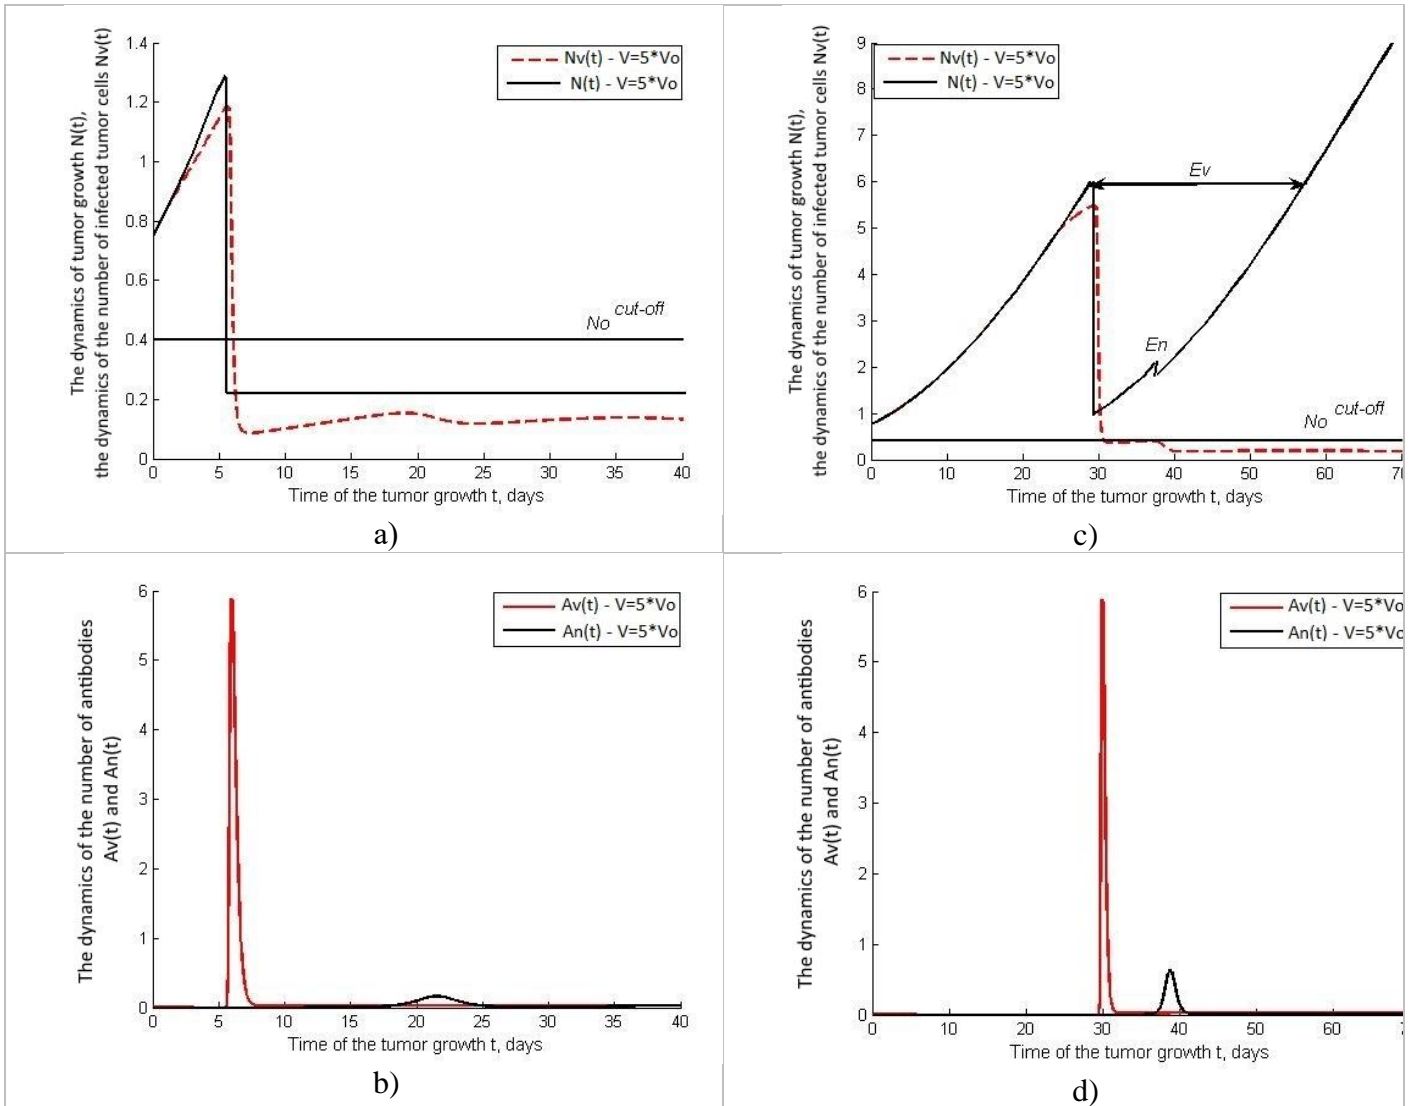 The dynamics of tumor growth N(t),
the dynamics of the number of infected tumor cells Nv(t)
1.4
1.2
1
0.8
0.6
0.4
0.2
0
Nv(t) - V=5*Vo
N(t) - V=5*Vo
No cut-off
0 5 10 15 20 25 30 35 40
Time of the tumor growth t, days
a)
The dynamics of tumor growth N(t),
the dynamics of the number of infected tumor cells Nv(t)
9
8
7
6
5
4
3
2
1
0
Nv(t) - V=5*Vo
N(t) - V=5*Vo
Ev
En
No cut-off
0 10 20 30 40 50 60 70
Time of the tumor growth t, days
c)
The dynamics of the number of antibodies
Av(t) and An(t)
6
5
4
3
2
1
0
Av(t) - V=5*Vo
An(t) - V=5*Vo
0 5 10 15 20 25 30 35 40
Time of the tumor growth t, days
b)
The dynamics of the number of antibodies
Av(t) and An(t)
6
5
4
3
2
1
0
Av(t) - V=5*Vo
An(t) - V=5*Vo
0 10 20 30 40 50 60 7
Time of the tumor growth t, days
d)